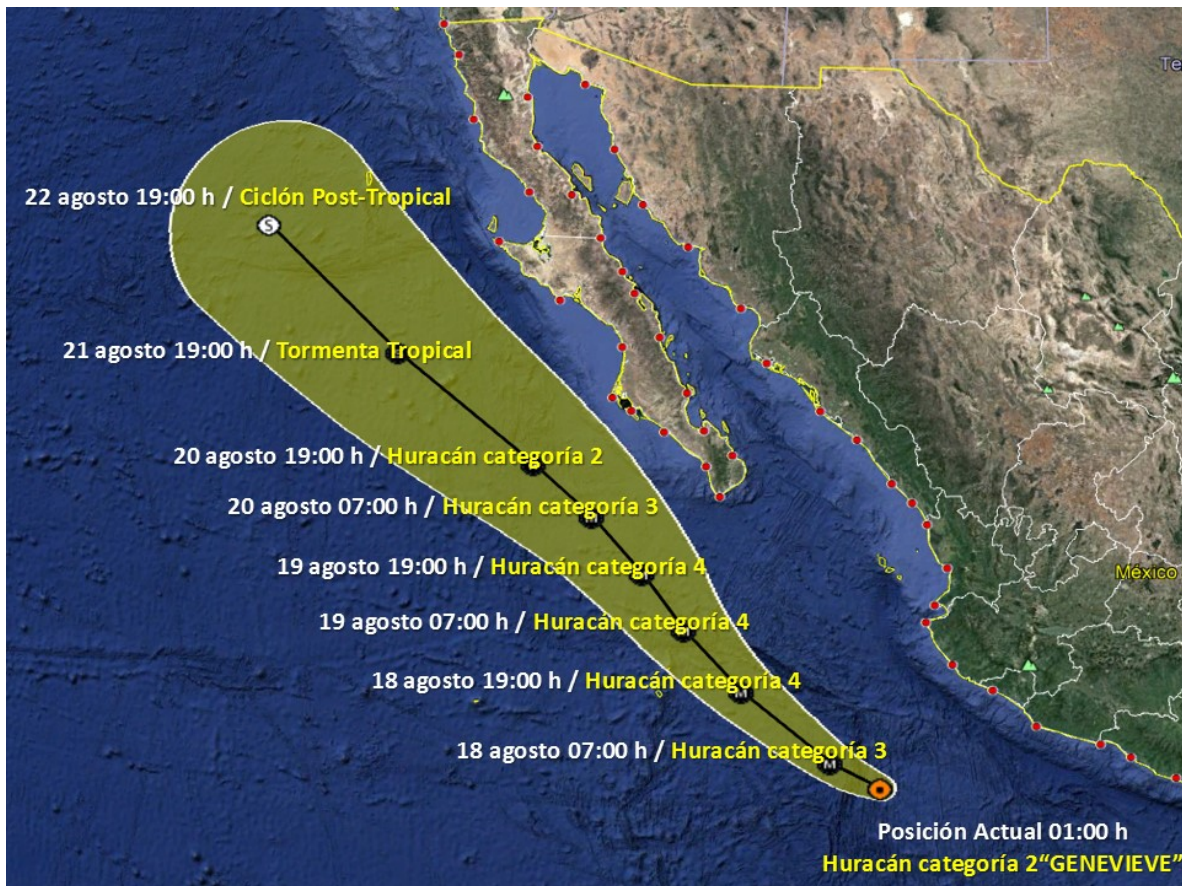 Te
22 agosto 19:00 h / Ciclón Post-Tropical
S
21 agosto 19:00 h / Tormenta Tropical
20 agosto 19:00 h / Huracán categoría 2
20 agosto 07:00 h / Huracán categoría 3
M
19 agosto 19:00 h / Huracán categoría 4
México
19 agosto 07:00 h / Huracán categoría 4
18 agosto 19:00 h / Huracán categoría 4
M
18 agosto 07:00 h / Huracán categoría 3
M
Posición Actual 01:00 h
Huracán categoría 2“GENEVIEVE”